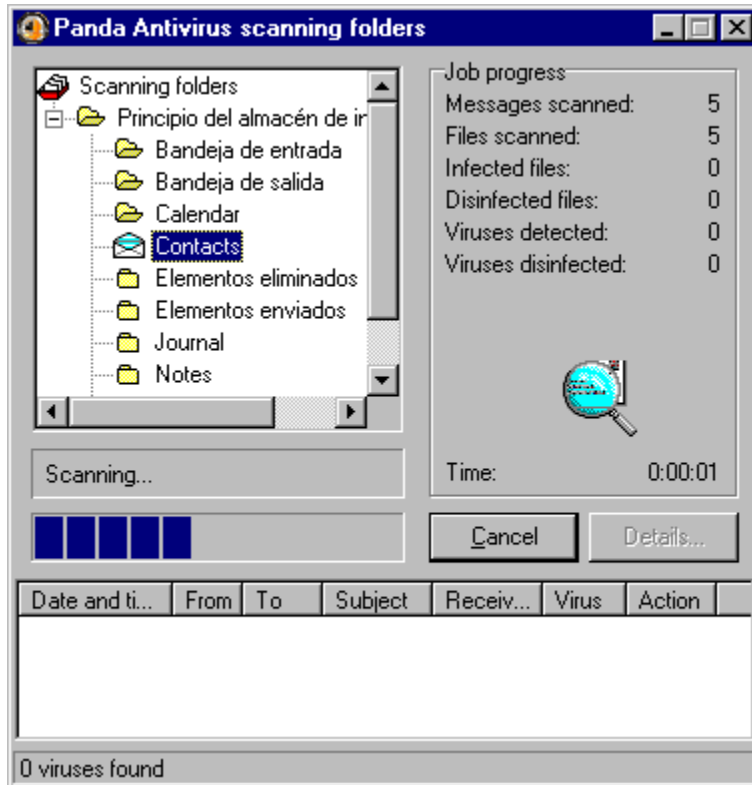 Panda Antivirus scanning folders
Scanning folders
Principio del almacén de ir
Bandeja de entrada
Bandeja de salida
Calendar
Contacts
Elementos eliminados
Elementos enviados
Journal
Notes
Job progress
Messages scanned: 5
Files scanned: 5
Infected files: 0
Disinfected files: 0
Viruses detected: 0
Viruses disinfected: 0
Time: 0:00:01
Scanning...
Cancel Details...
Date and ti... From To Subject Receiv... Virus Action
0 viruses found